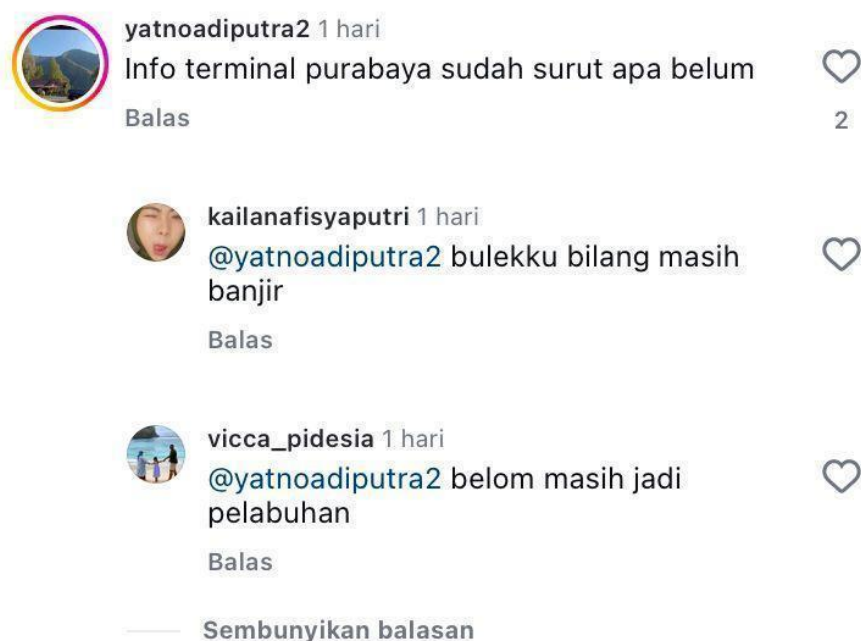 yatnoadiputra2 1 hari
Info terminal purabaya sudah surut apa belum
Balas
2
kailanafisyaputri 1 hari
@yatnoadiputra2 bulekku bilang masih
banjir
Balas
vicca_pidesia 1 hari
@yatnoadiputra2 belom masih jadi
pelabuhan
Balas
Sembunyikan balasan